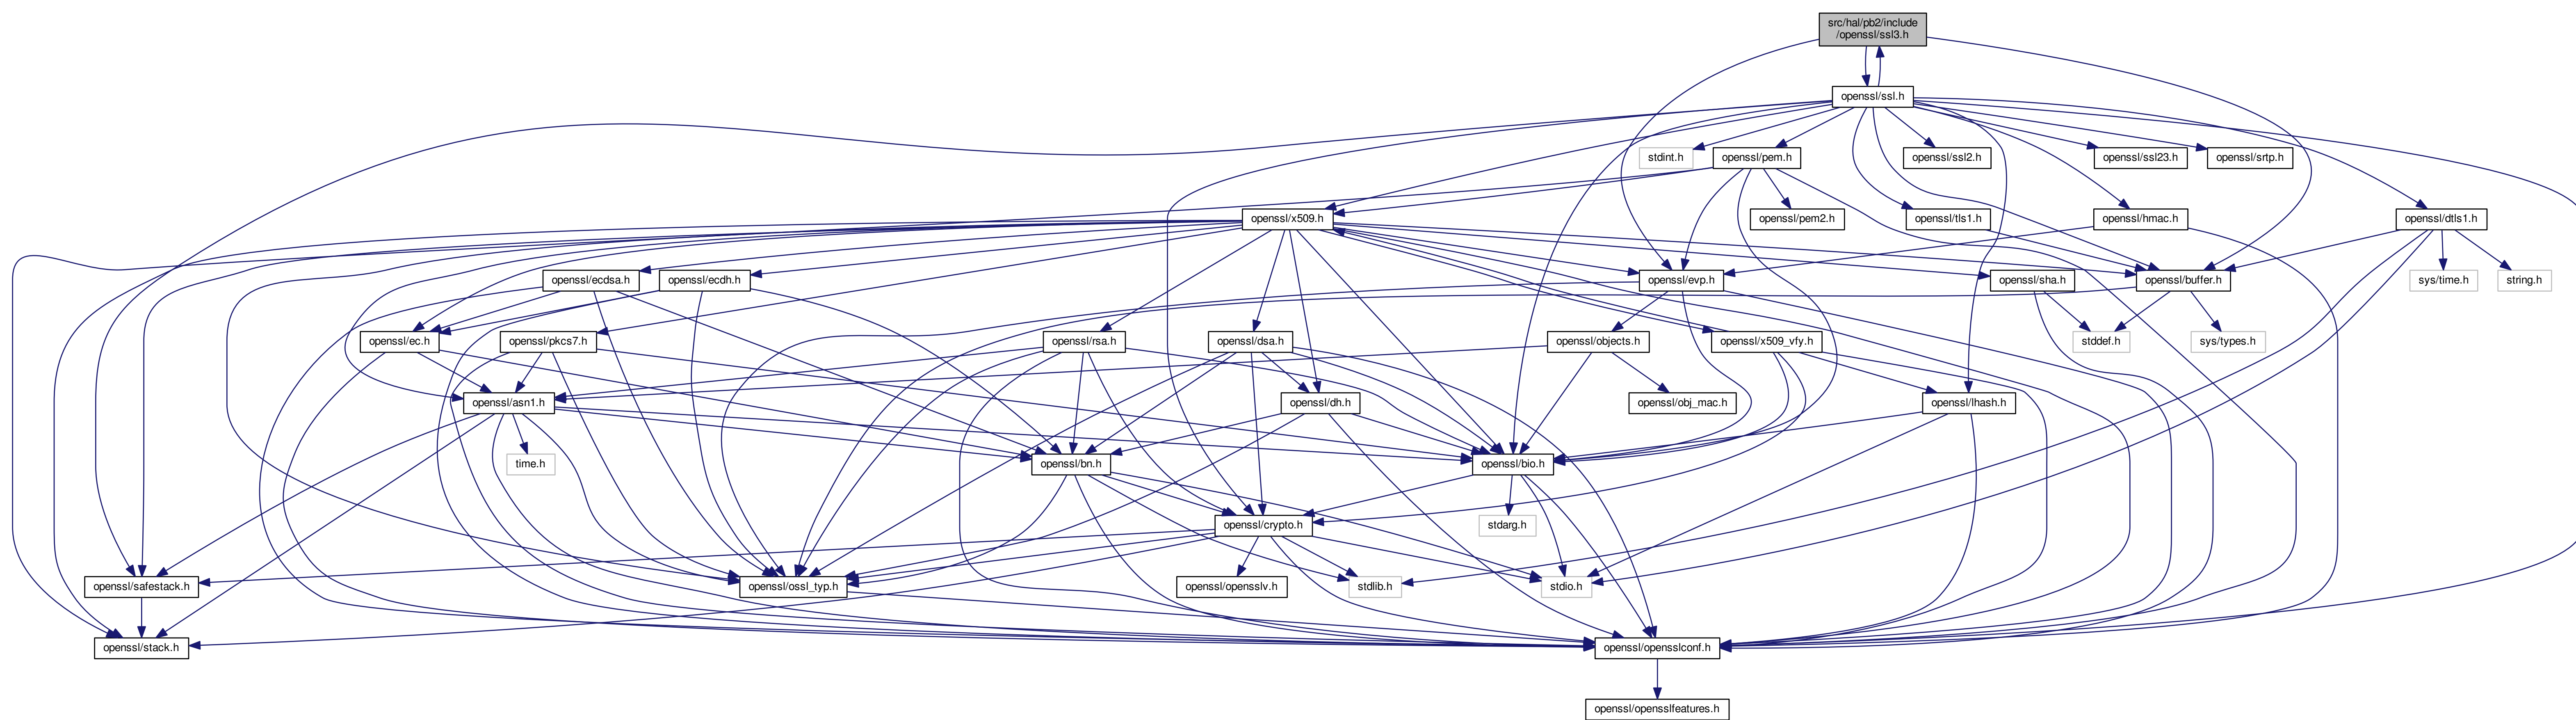 src/hal/pb2/include
/openssl/ssl3.h
openssl/ssl.h
stdint.h
openssl/pem.h
openssl/ssl2.h
openssl/ssl23.h
openssl/srtp.h
openssl/x509.h
openssl/pem2.h
openssl/tls1.h
openssl/hmac.h
openssl/dtls1.h
openssl/ecdsa.h
openssl/ecdh.h
openssl/evp.h
openssl/sha.h
openssl/buffer.h
sys/time.h
string.h
openssl/ec.h
openssl/pkcs7.h
openssl/rsa.h
openssl/dsa.h
openssl/objects.h
openssl/x509_vfy.h
stddef.h
sys/types.h
openssl/asn1.h
openssl/dh.h
openssl/obj_mac.h
openssl/lhash.h
time.h
openssl/bn.h
openssl/bio.h
openssl/crypto.h
stdarg.h
openssl/safestack.h
openssl/ossl_typ.h
openssl/opensslv.h
stdlib.h
stdio.h
openssl/stack.h
openssl/opensslconf.h
openssl/opensslfeatures.h